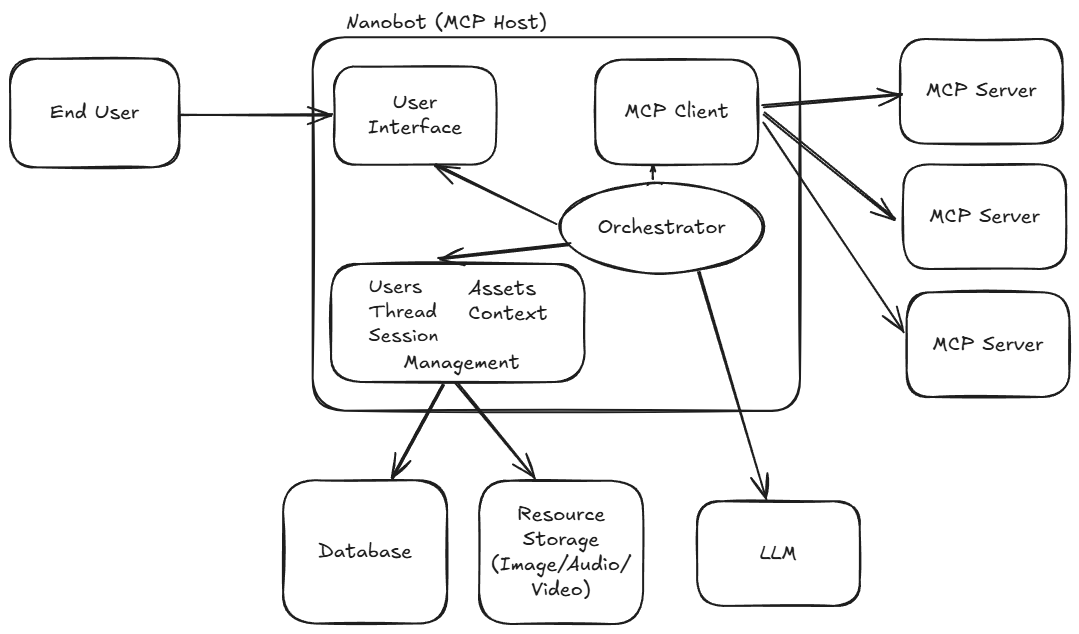 Nanobot (MCP Host)
End User
User
Interface
MCP Client
MCP Server
MCP Server
MCP Server
Orchestrator
Users
Thread
Session
Assets
Context
Management
Database
Resource
Storage
(Image/Audio/
Video)
LLM